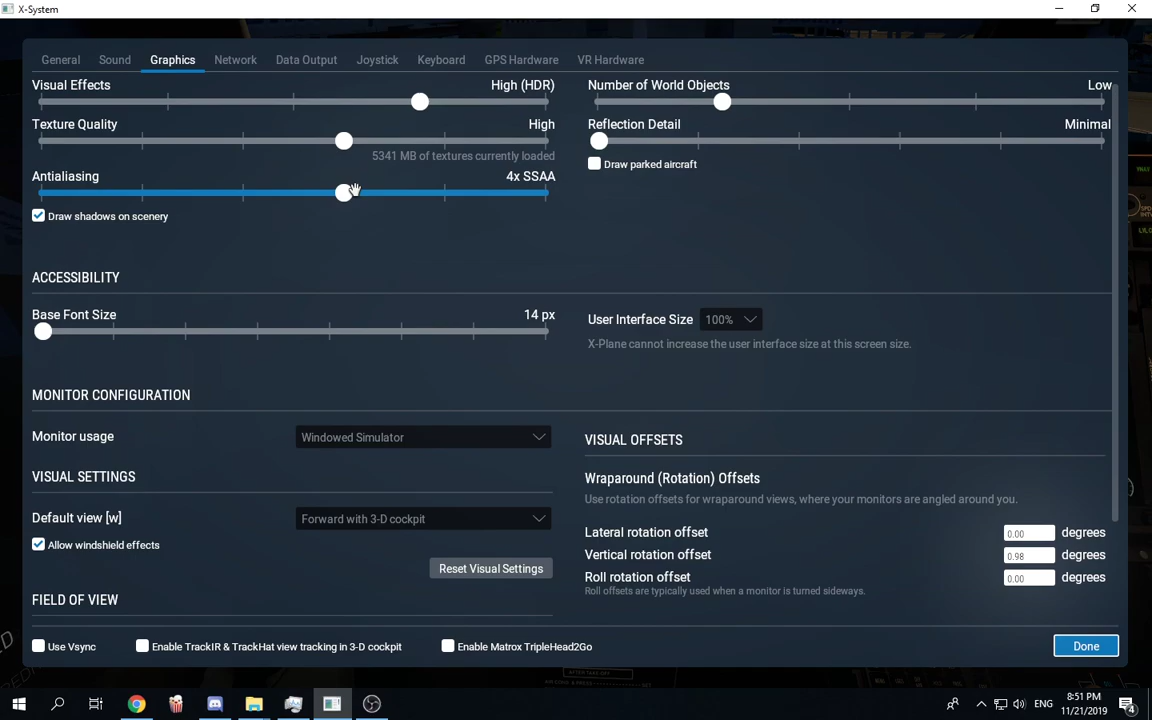 X-System
General Sound Graphics Network Data Output Joystick Keyboard GPS Hardware VR Hardware
Visual Effects High (HDR)
Number of World Objects Low
Texture Quality High
Reflection Detail Minimal
5341 MB of textures currently loaded
Draw parked aircraft
Antialiasing 4x SSAA
Draw shadows on scenery
ACCESSIBILITY
Base Font Size 14 px
User Interface Size 100%
X-Plane cannot increase the user interface size at this screen size.
MONITOR CONFIGURATION
Monitor usage Windowed Simulator
VISUAL OFFSETS
VISUAL SETTINGS
Wraparound (Rotation) Offsets
Use rotation offsets for wraparound views, where your monitors are angled around you.
Default view [w] Forward with 3-D cockpit
Lateral rotation offset 0.00 degrees
Allow windshield effects
Vertical rotation offset 0.98 degrees
Reset Visual Settings
Roll rotation offset 0.00 degrees
Roll offsets are typically used when a monitor is turned sideways.
FIELD OF VIEW
Use Vsync Enable TrackIR & TrackHat view tracking in 3-D cockpit Enable Matrox TripleHead2Go Done
ENG
8:51 PM
11/21/2019
4